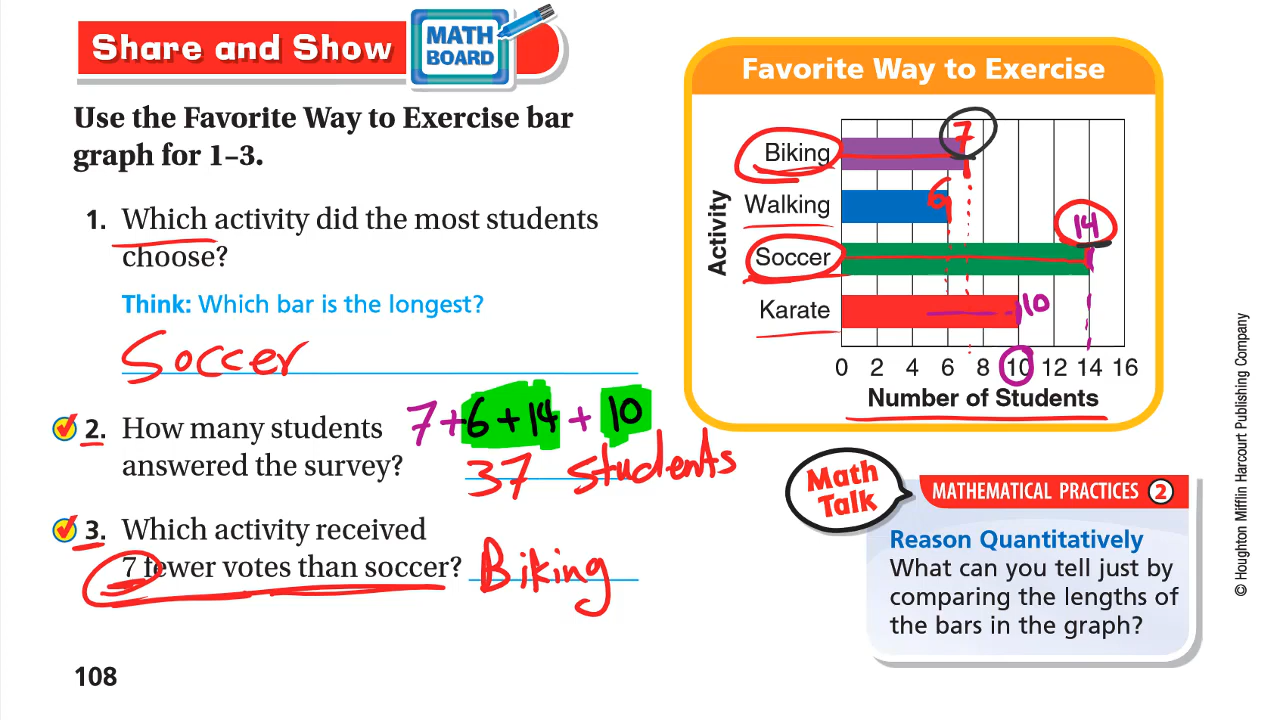 Share and Show
MATH
BOARD
Use the Favorite Way to Exercise bar
graph for 1–3.
1. Which activity did the most students
choose?
Think: Which bar is the longest?
Soccer
2. How many students
answered the survey?
7+6+14+10
37 students
3. Which activity received
7 fewer votes than soccer?
Biking
108
Favorite Way to Exercise
Activity
Biking
7
Walking
6
Soccer
14
Karate
10
0 2 4 6 8 10 12 14 16
Number of Students
Math
Talk
MATHEMATICAL PRACTICES 2
Reason Quantitatively
What can you tell just by
comparing the lengths of
the bars in the graph?
© Houghton Mifflin Harcourt Publishing Company